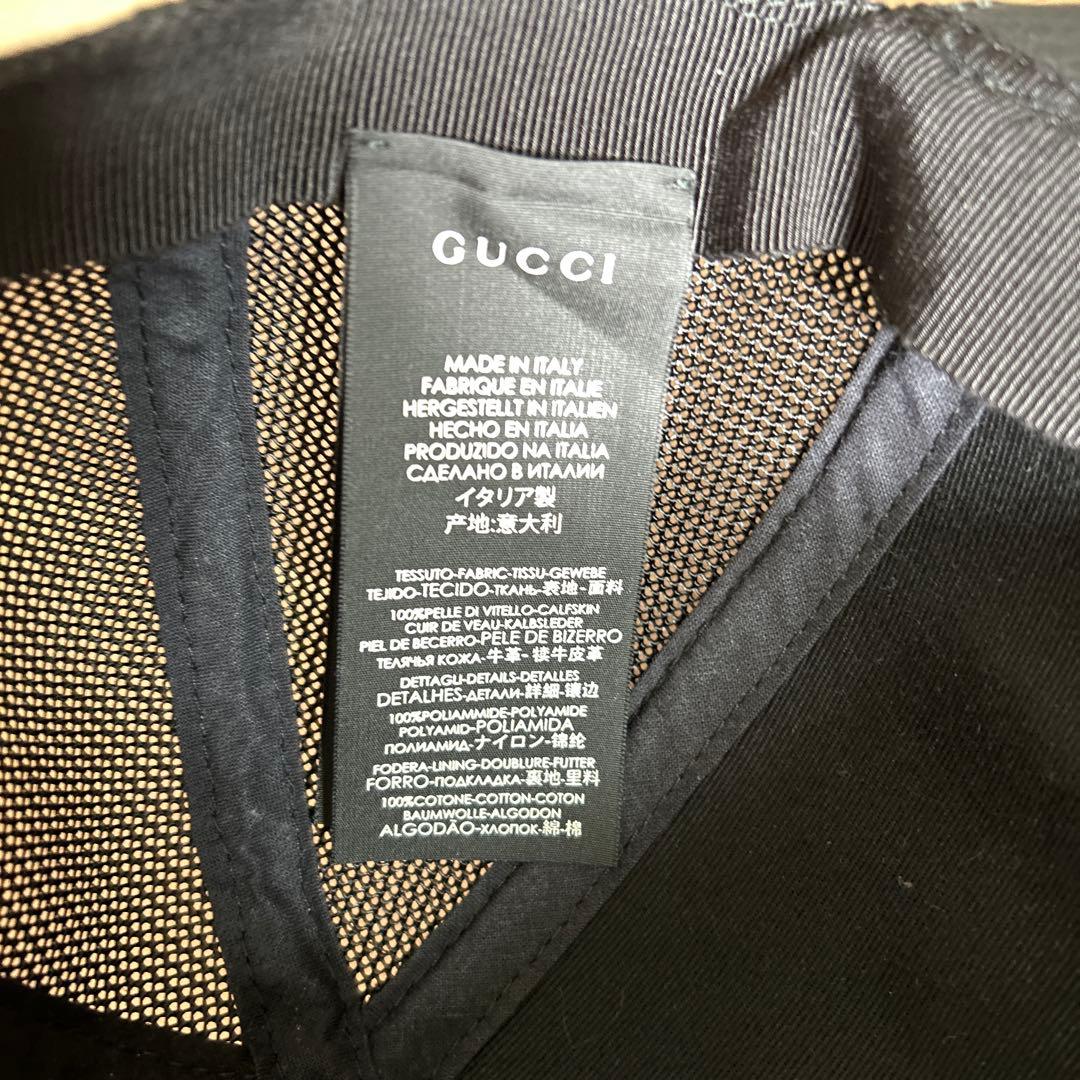 GUCCI
MADE IN ITALY
FABRIQUE EN ITALIE
HERGESTELLT IN ITALIEN
HECHO EN ITALIA
PRODUZIDO NA ITALIA
СДЕЛАНО В ИТАЛИИ
イタリア製
产地:意大利
TESSUTO-FABRIC-TISSU-GEWEBE
TEJIDO-TECIDO-ТКАНЬ-表地-面料
100%PELLE DI VITELLO-CALFSKIN
CUIR DE VEAU-KALBSLEDER
PIEL DE BECERRO-PELE DE BIZERRO
ТЕЛЯЧЬЯ КОЖА-牛革-犊牛皮革
DETTAGLI-DETAILS-DETALLES
DETALHES-ДЕТАЛИ-詳細-镶边
100%POLIAMMIDE-POLYAMIDE
POLYAMID-POLIAMIDA
ПОЛИАМИД-ナイロン-锦纶
FODERA-LINING-DOUBLURE-FUTTER
FORRO-ПОДКЛАДКА-裏地-里料
100%COTONE-COTTON-COTON
BAUMWOLLE-ALGODON
ALGODÃO-ХЛОПОК-綿-棉